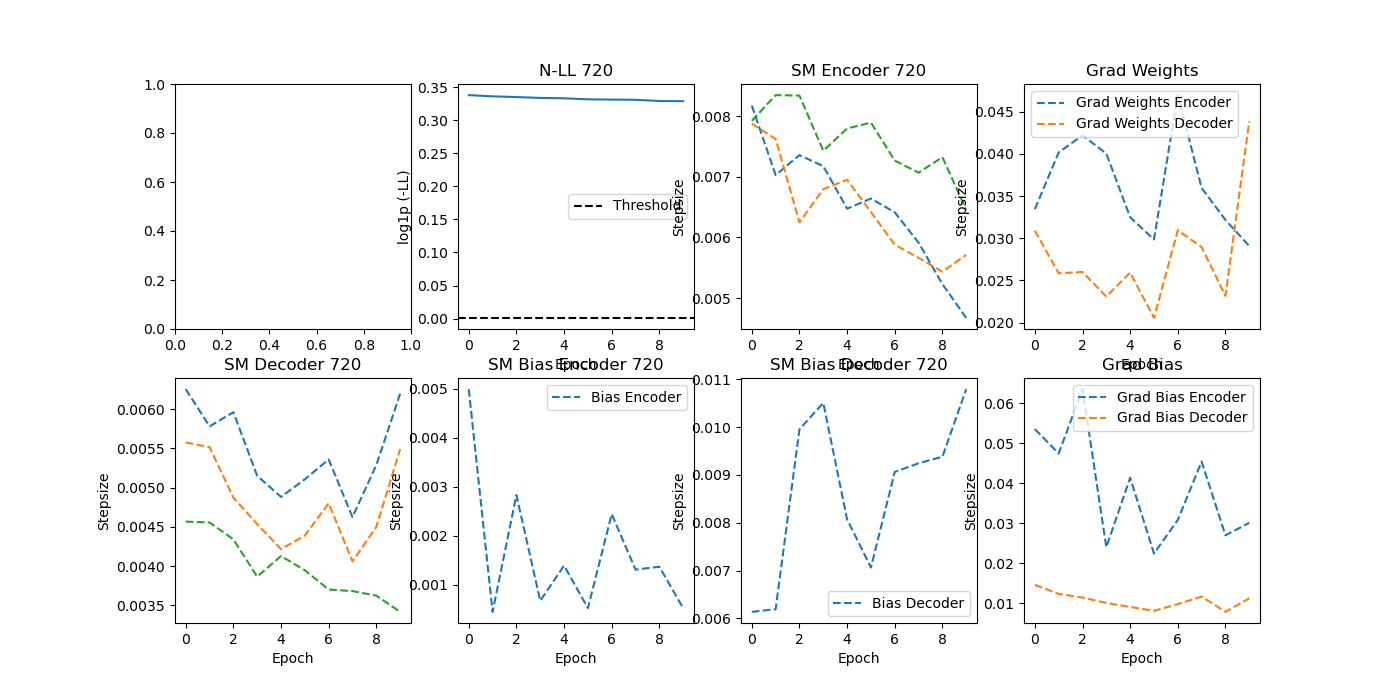 N-LL 720
SM Encoder 720
Grad Weights
1.0
0.8
0.6
0.4
0.2
0.0
0.0 0.2 0.4 0.6 0.8 1.0
log1p (-LL)
0.35
0.30
0.25
0.20
0.15
0.10
0.05
0.00
Threshold
0 2 4 6 8
Epoch
Stepsize
0.008
0.007
0.006
0.005
0 2 4 6 8
Epoch
Stepsize
0.045
0.040
0.035
0.030
0.025
0.020
Grad Weights Encoder
Grad Weights Decoder
0 2 4 6 8
Epoch
SM Decoder 720
SM Bias Encoder 720
SM Bias Decoder 720
Grad Bias
Stepsize
0.0060
0.0055
0.0050
0.0045
0.0040
0.0035
0 2 4 6 8
Epoch
Stepsize
0.005
0.004
0.003
0.002
0.001
Bias Encoder
0 2 4 6 8
Epoch
Stepsize
0.011
0.010
0.009
0.008
0.007
0.006
Bias Decoder
0 2 4 6 8
Epoch
Stepsize
0.06
0.05
0.04
0.03
0.02
0.01
Grad Bias Encoder
Grad Bias Decoder
0 2 4 6 8
Epoch